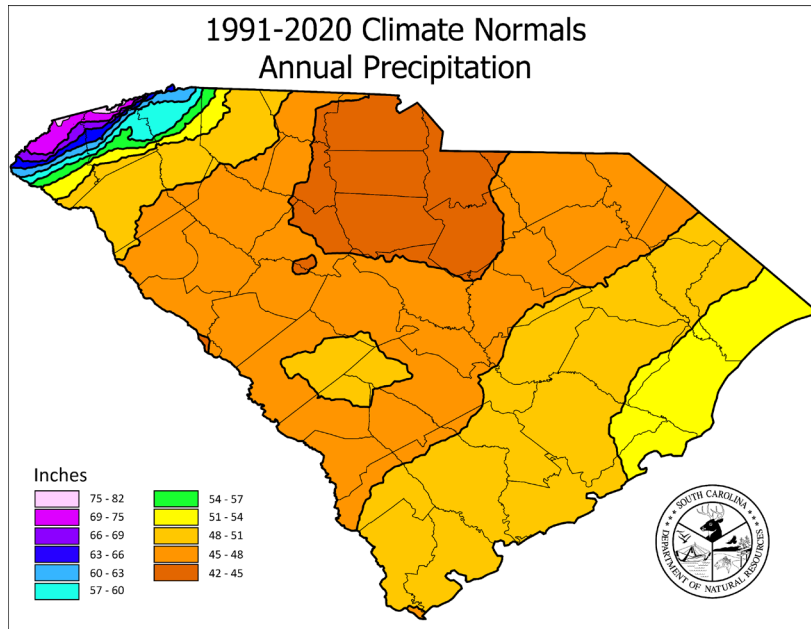 1991-2020 Climate Normals
Annual Precipitation
Inches
75 - 82
69 - 75
66 - 69
63 - 66
60 - 63
57 - 60
54 - 57
51 - 54
48 - 51
45 - 48
42 - 45
SOUTH CAROLINA
DEPARTMENT OF NATURAL RESOURCES